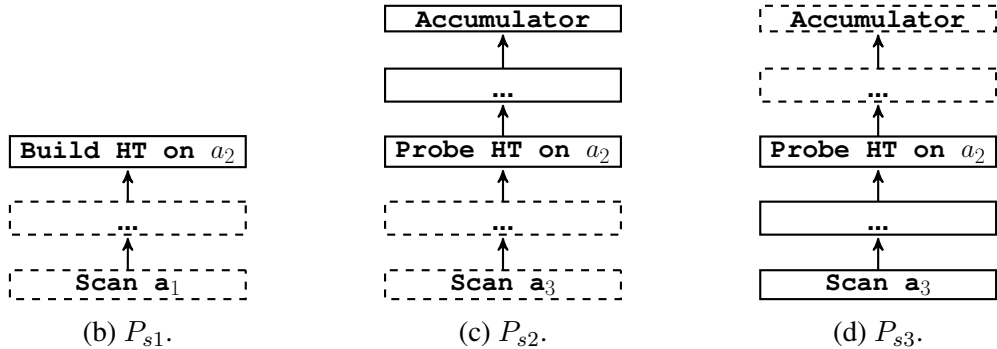 Accumulator
...
Build HT on a₂
...
Scan a₁
(b) Pₛ₁.
Probe HT on a₂
...
Scan a₃
(c) Pₛ₂.
Accumulator
...
Probe HT on a₂
...
Scan a₃
(d) Pₛ₃.